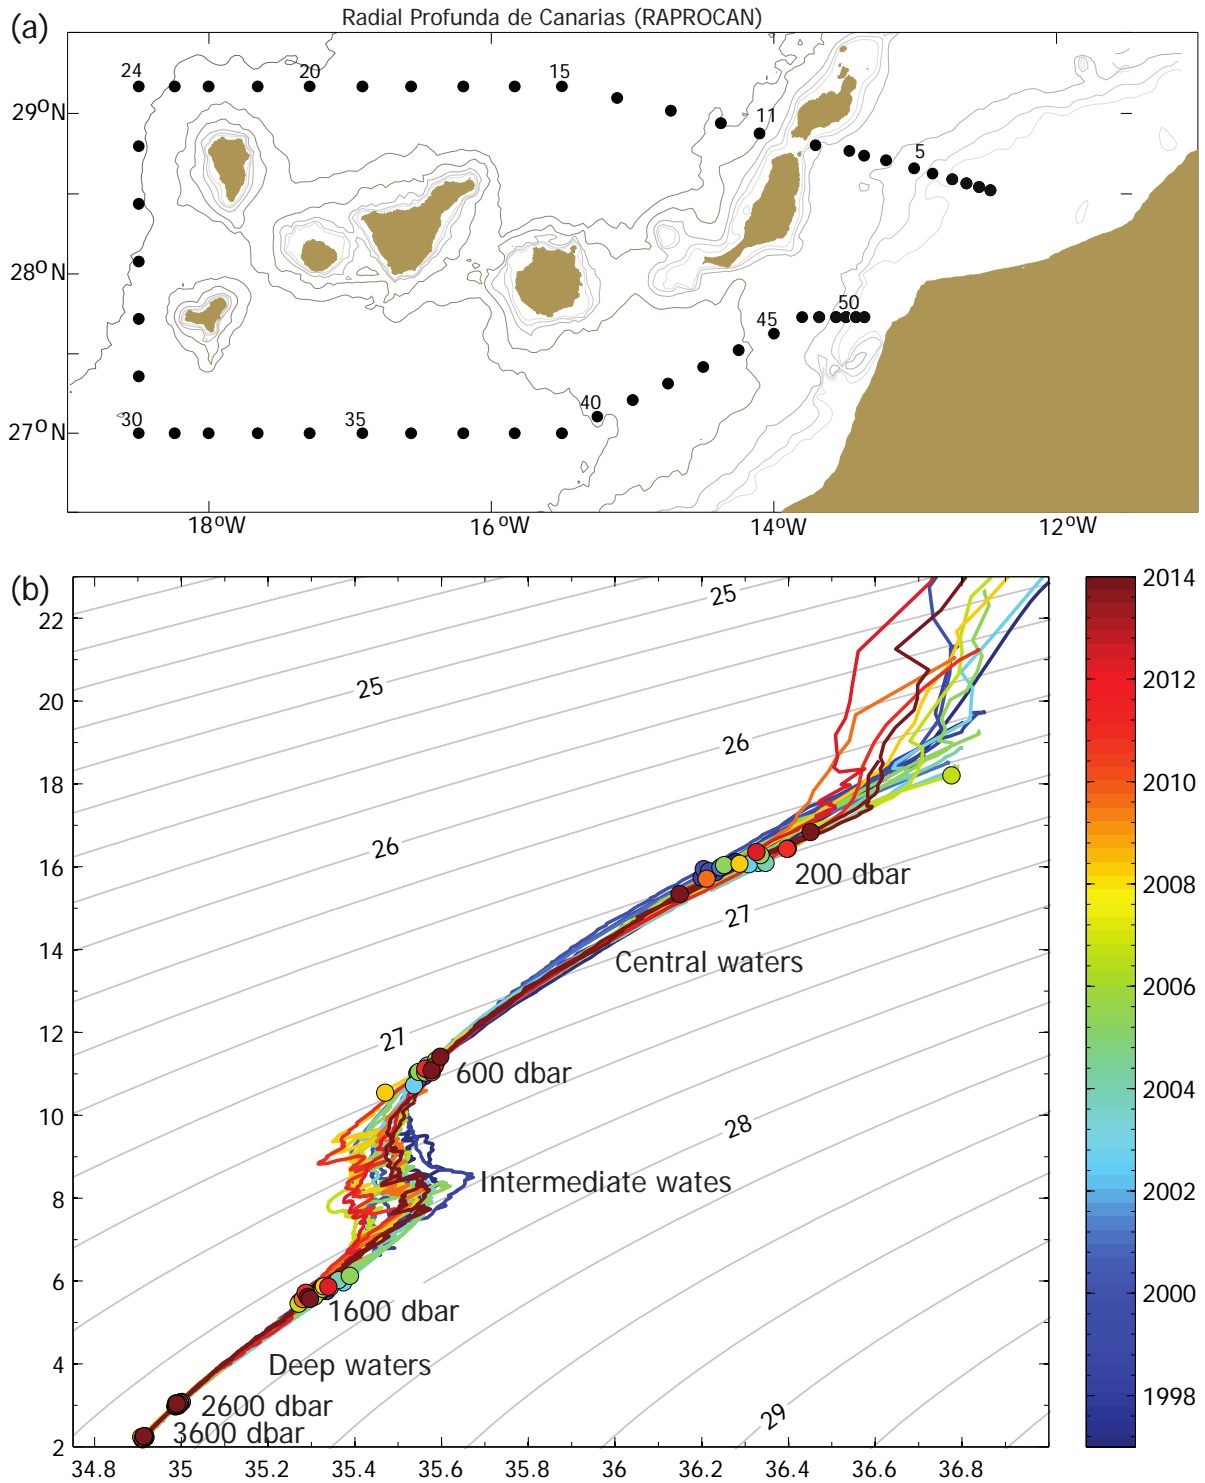 (a)
Radial Profunda de Canarias (RAPROCAN)
24
20
15
11
5
29°N
28°N
27°N
50
45
40
30
35
18°W
16°W
14°W
12°W
(b)
25
25
26
26
27
27
28
29
22
20
18
16
14
12
10
8
6
4
2
200 dbar
Central waters
600 dbar
Intermediate wates
1600 dbar
Deep waters
2600 dbar
3600 dbar
34.8
35
35.2
35.4
35.6
35.8
36
36.2
36.4
36.6
36.8
2014
2012
2010
2008
2006
2004
2002
2000
1998